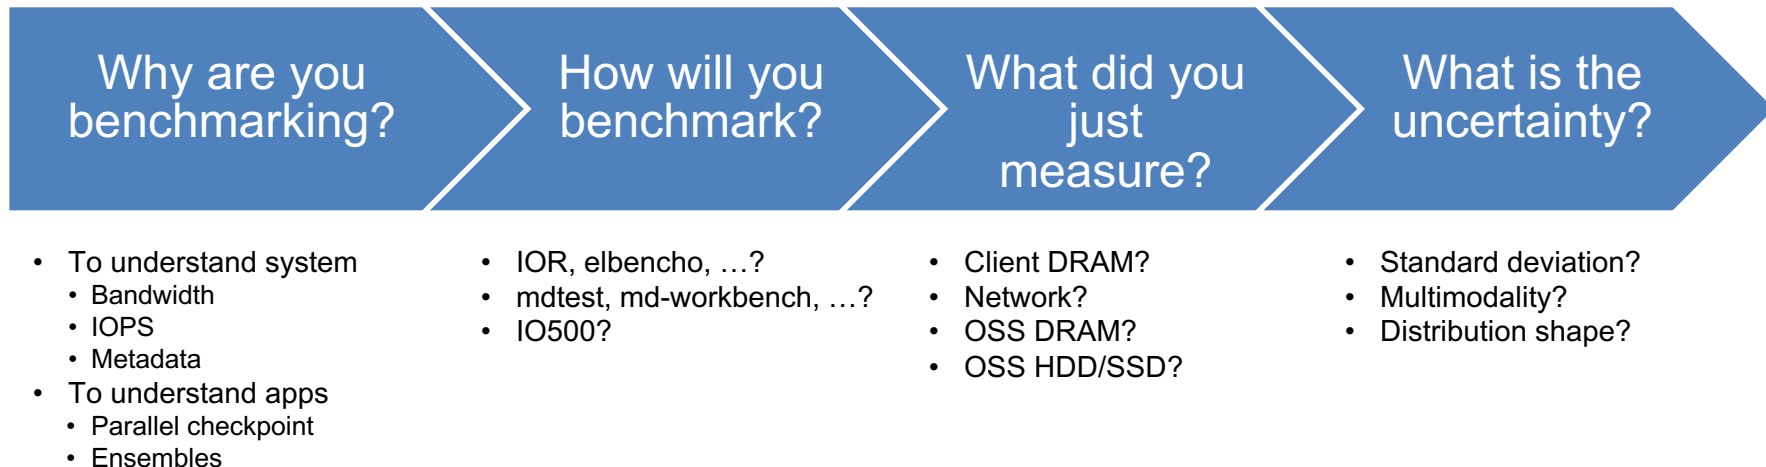 Why are you
benchmarking?
How will you
benchmark?
What did you
just
measure?
What is the
uncertainty?
• To understand system
• Bandwidth
• IOPS
• Metadata
• To understand apps
• Parallel checkpoint
• Ensembles
• IOR, elbencho, …?
• mdtest, md-workbench, …?
• IO500?
• Client DRAM?
• Network?
• OSS DRAM?
• OSS HDD/SSD?
• Standard deviation?
• Multimodality?
• Distribution shape?